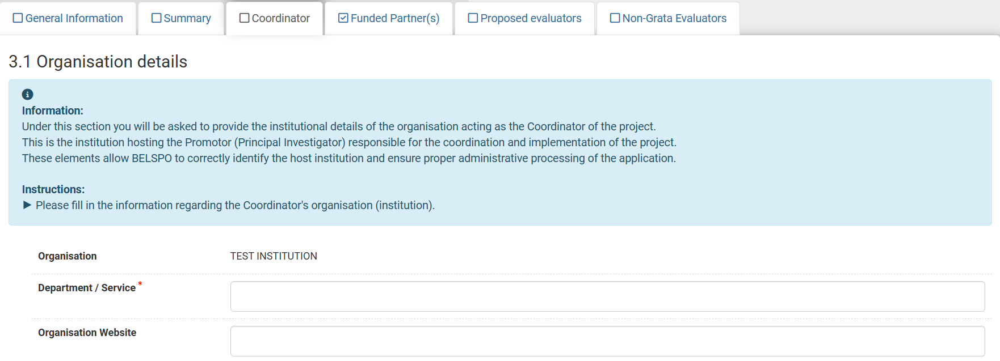 General Information
Summary
Coordinator
Funded Partner(s)
Proposed evaluators
Non-Grata Evaluators
3.1 Organisation details
Information:
Under this section you will be asked to provide the institutional details of the organisation acting as the Coordinator of the project.
This is the institution hosting the Promotor (Principal Investigator) responsible for the coordination and implementation of the project.
These elements allow BELSPO to correctly identify the host institution and ensure proper administrative processing of the application.
Instructions:
► Please fill in the information regarding the Coordinator's organisation (institution).
Organisation
TEST INSTITUTION
Department / Service *
Organisation Website